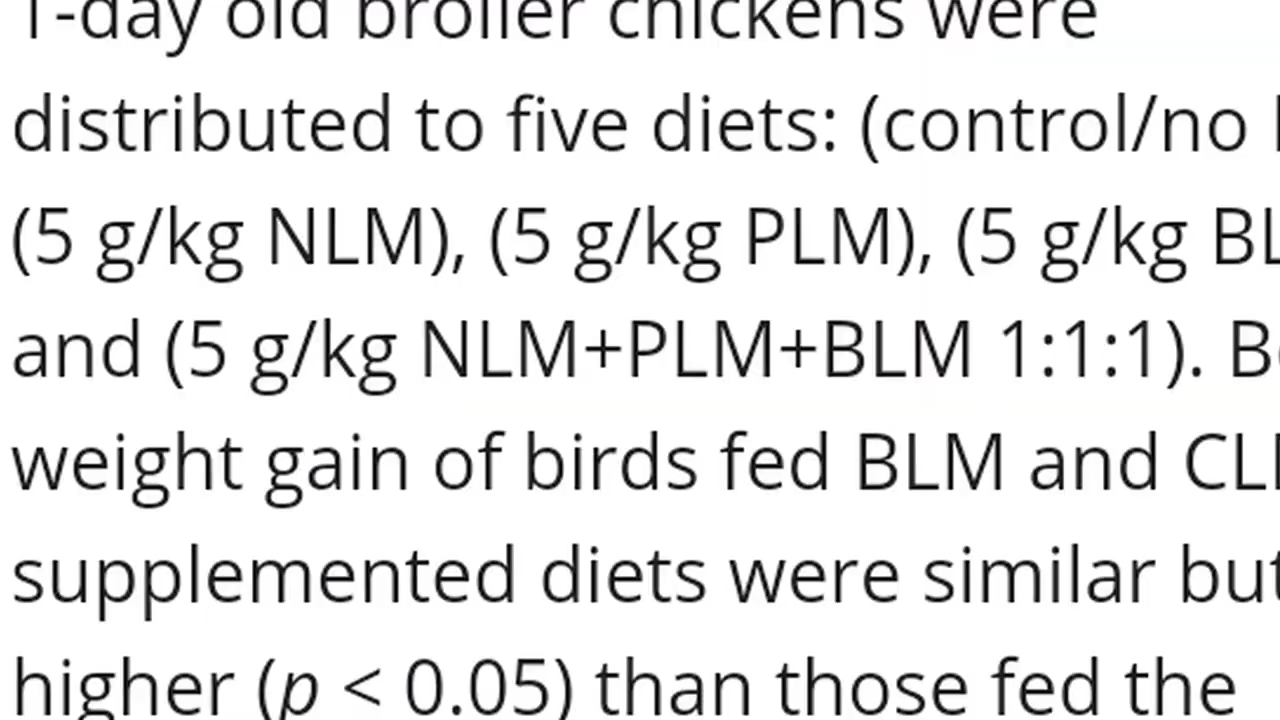 1-day old broiler chickens were
distributed to five diets: (control/no
(5 g/kg NLM), (5 g/kg PLM), (5 g/kg
and (5 g/kg NLM+PLM+BLM 1:1:1).
weight gain of birds fed BLM and
supplemented diets were similar but
higher (p < 0.05) than those fed the